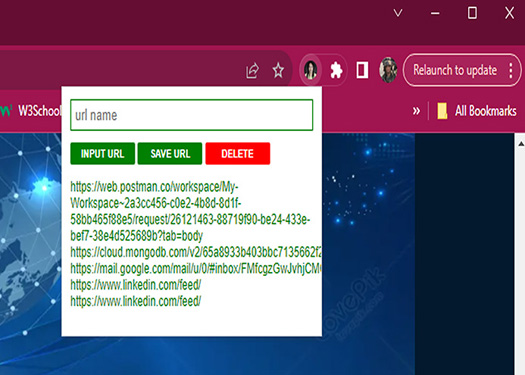 Relaunch to update
W3School
»
All Bookmarks
url name
INPUT URL SAVE URL DELETE
https://web.postman.co/workspace/My-
Workspace~2a3cc456-c0e2-4b8d-8d1f-
58bb465f88e5/request/26121463-88719f90-be24-433e-
bef7-38e4d525689b?tab=body
https://cloud.mongodb.com/v2/65a8933b403bbc7135662f2
https://mail.google.com/mail/u/0/#inbox/FMfcgzGwJvhjCM
https://www.linkedin.com/feed/
https://www.linkedin.com/feed/